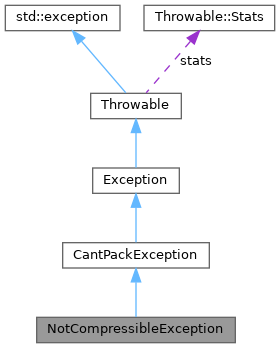 std::exception
Throwable::Stats
stats
Throwable
Exception
CantPackException
NotCompressibleException